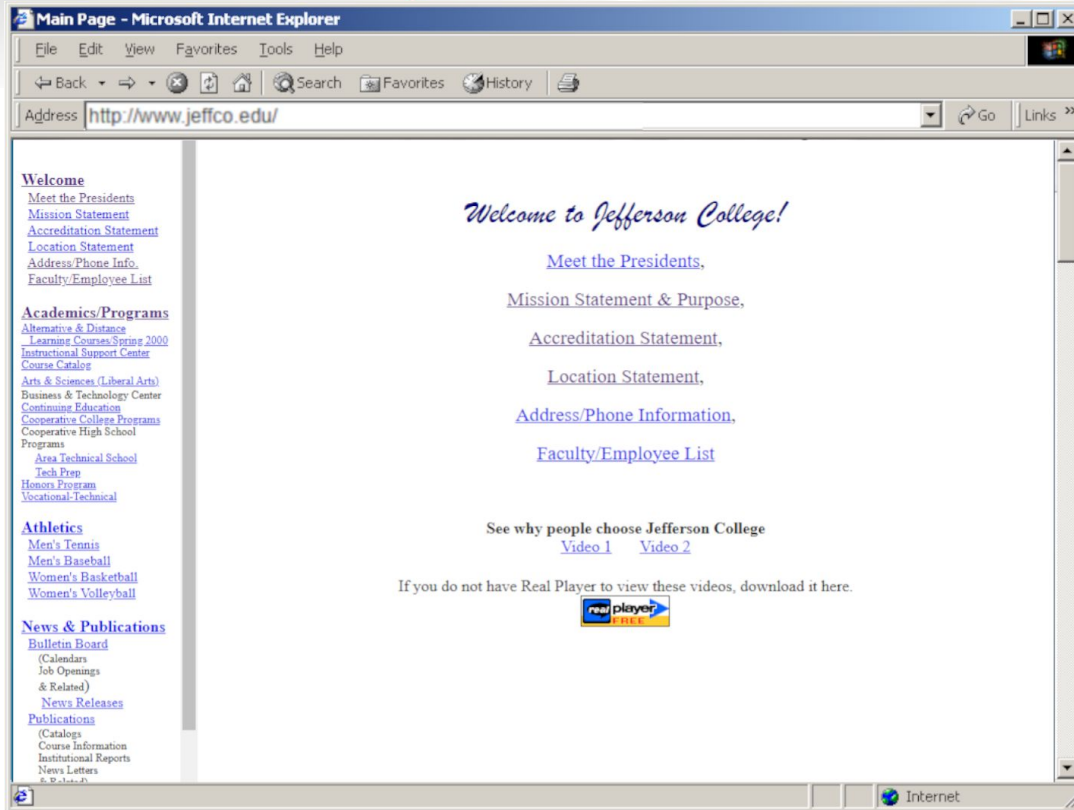 Main Page - Microsoft Internet Explorer
File Edit View Favorites Tools Help
Back Search Favorites History
Address http://www.jeffco.edu/ Go Links »
Welcome
Meet the Presidents
Mission Statement
Accreditation Statement
Location Statement
Address/Phone Info.
Faculty/Employee List
Academics/Programs
Alternative & Distance
Learning Courses/Spring 2000
Instructional Support Center
Course Catalog
Arts & Sciences (Liberal Arts)
Business & Technology Center
Continuing Education
Cooperative College Programs
Cooperative High School
Programs
Area Technical School
Tech Prep
Honors Program
Vocational-Technical
Athletics
Men's Tennis
Men's Baseball
Women's Basketball
Women's Volleyball
News & Publications
Bulletin Board
(Calendars
Job Openings
& Related)
News Releases
Publications
(Catalogs
Course Information
Institutional Reports
News Letters
& Related)
Welcome to Jefferson College!
Meet the Presidents,
Mission Statement & Purpose,
Accreditation Statement,
Location Statement,
Address/Phone Information,
Faculty/Employee List
See why people choose Jefferson College
Video 1 Video 2
If you do not have Real Player to view these videos, download it here.
real player
FREE
Internet